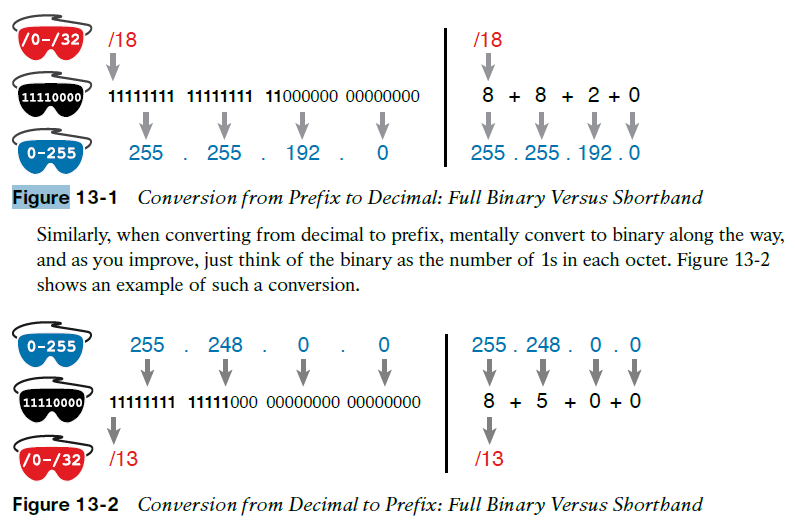 /0–/32 /18 /18
11110000 11111111 11111111 11000000 00000000 8 + 8 + 2 + 0
0–255 255 . 255 . 192 . 0 255 . 255 . 192 . 0
Figure 13-1 Conversion from Prefix to Decimal: Full Binary Versus Shorthand
Similarly, when converting from decimal to prefix, mentally convert to binary along the way,
and as you improve, just think of the binary as the number of 1s in each octet. Figure 13-2
shows an example of such a conversion.
0–255 255 . 248 . 0 . 0 255 . 248 . 0 . 0
11110000 11111111 11111000 00000000 00000000 8 + 5 + 0 + 0
/0–/32 /13 /13
Figure 13-2 Conversion from Decimal to Prefix: Full Binary Versus Shorthand